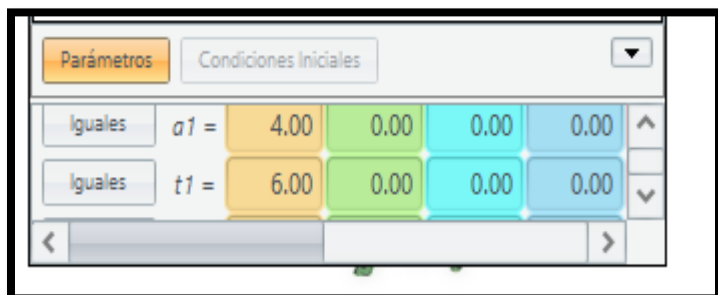 Parámetros Condiciones Iniciales
Iguales a1 = 4.00 0.00 0.00 0.00
Iguales t1 = 6.00 0.00 0.00 0.00